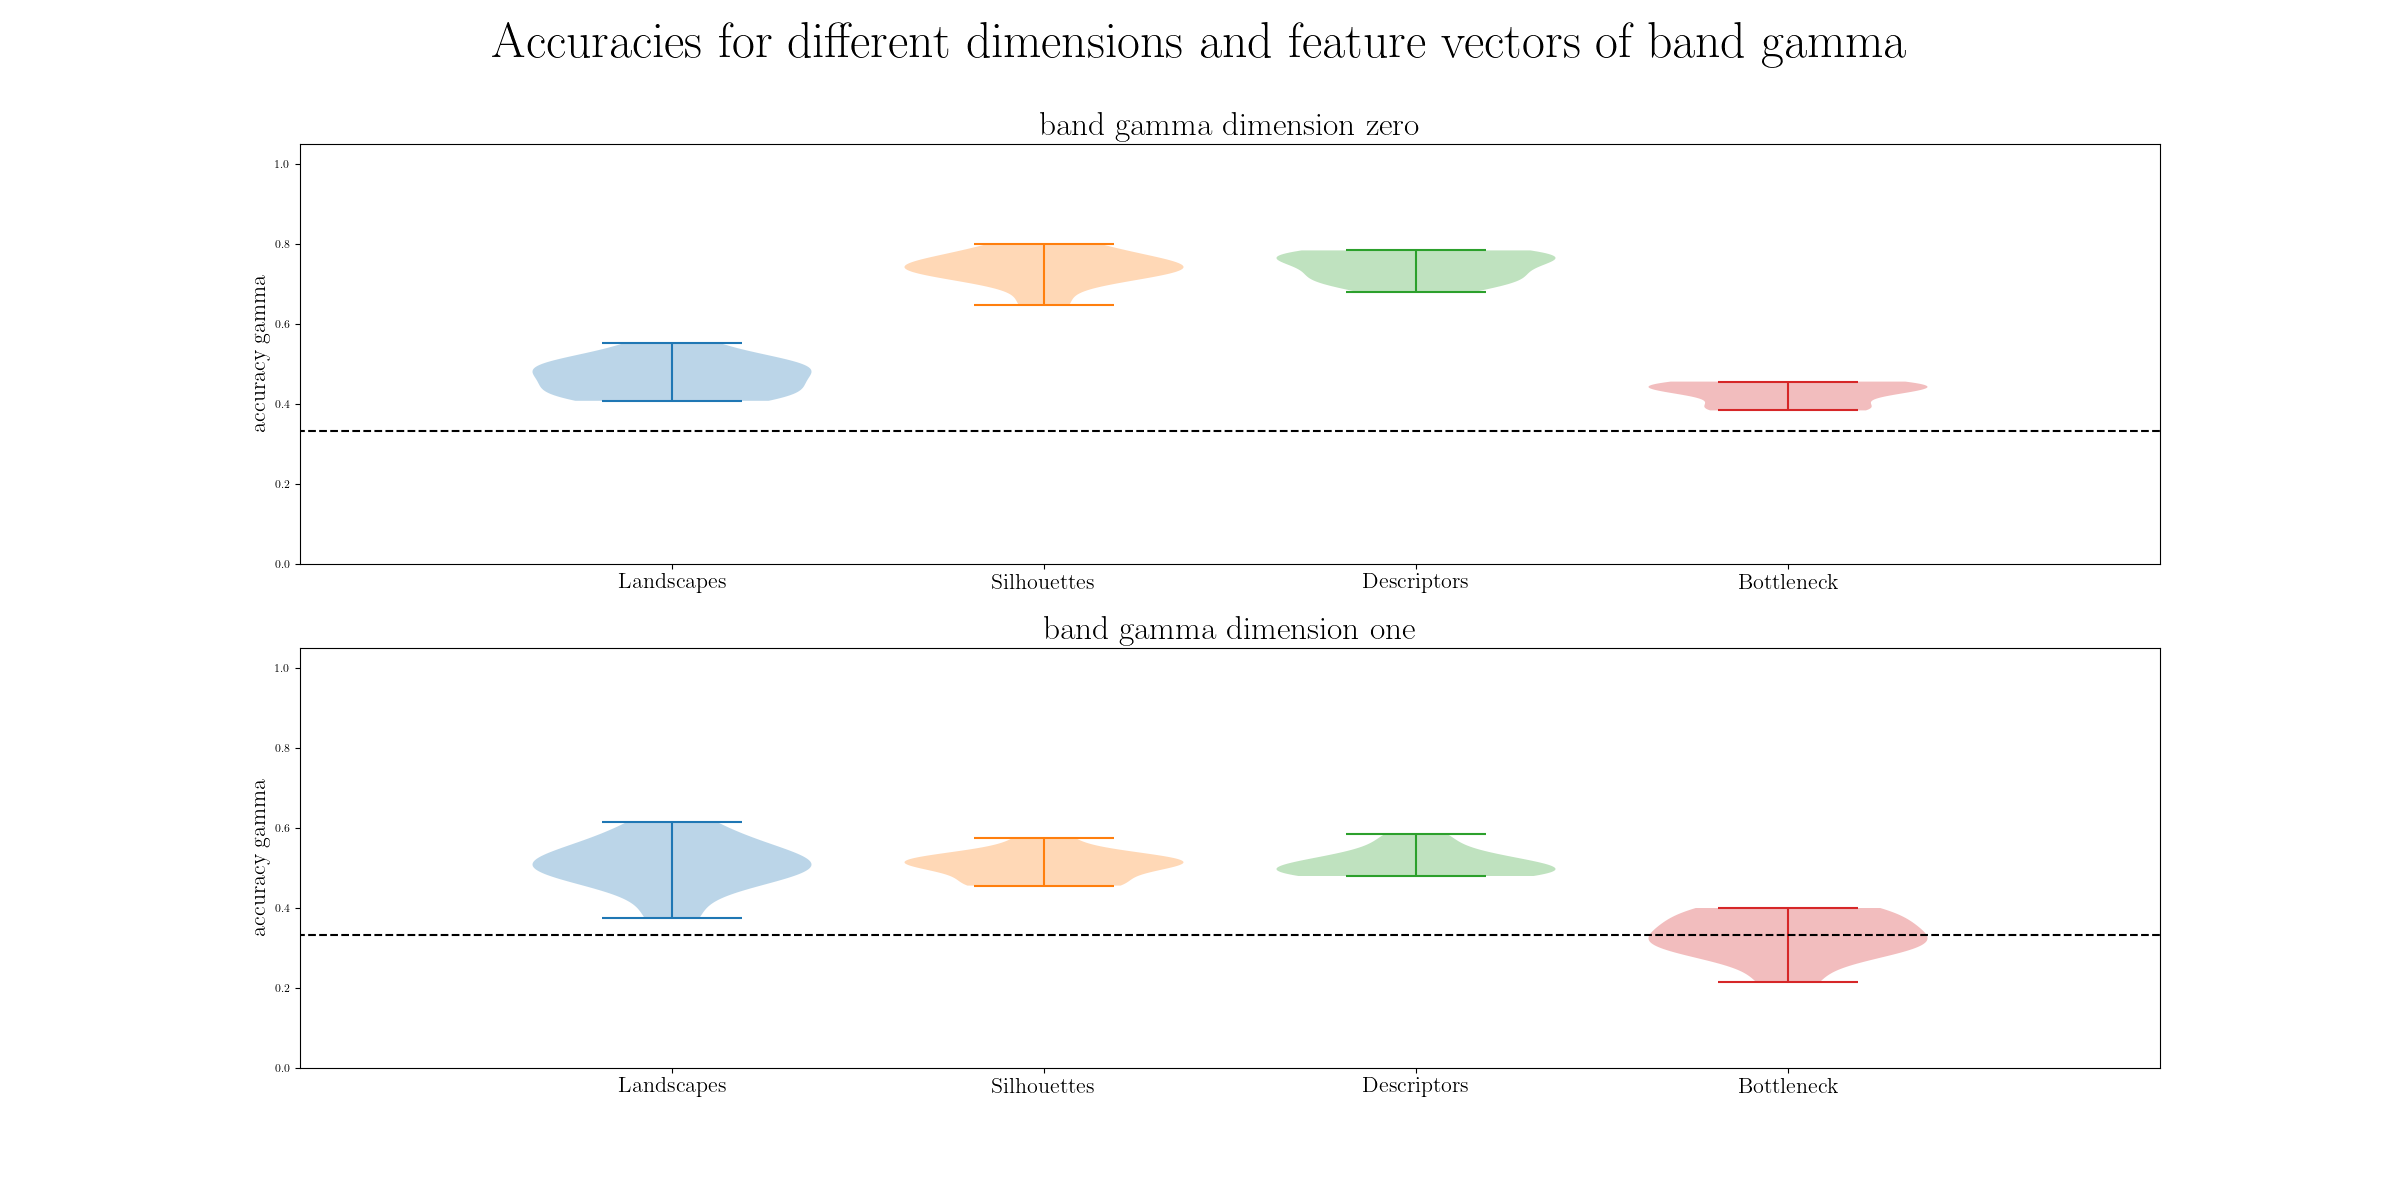 Accuracies for different dimensions and feature vectors of band gamma
band gamma dimension zero
1.0
0.8
0.6
0.4
0.2
0.0
accuracy gamma
Landscapes Silhouettes Descriptors Bottleneck
band gamma dimension one
1.0
0.8
0.6
0.4
0.2
0.0
accuracy gamma
Landscapes Silhouettes Descriptors Bottleneck